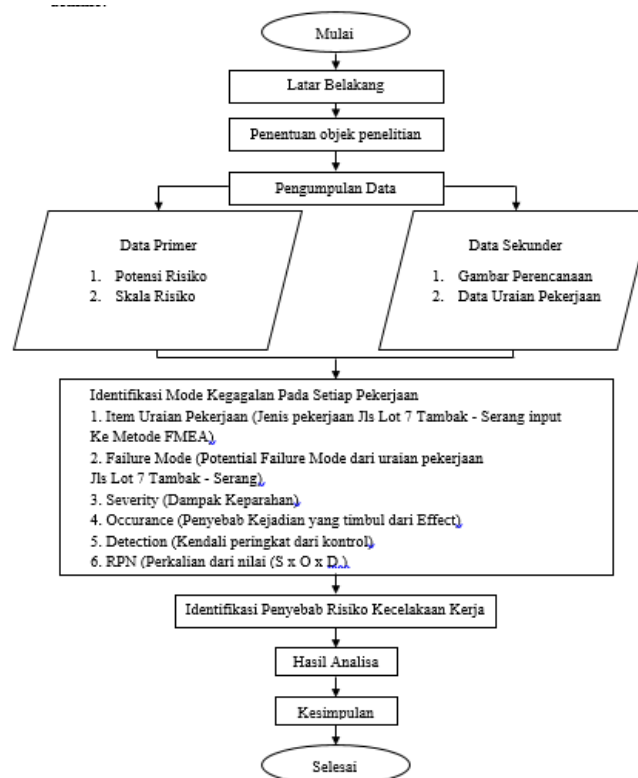 Mulai
Latar Belakang
Penentuan objek penelitian
Pengumpulan Data
Data Primer
1. Potensi Risiko
2. Skala Risiko
Data Sekunder
1. Gambar Perencanaan
2. Data Uraian Pekerjaan
Identifikasi Mode Kegagalan Pada Setiap Pekerjaan
1. Item Uraian Pekerjaan (Jenis pekerjaan Jls Lot 7 Tambak - Serang input
Ke Metode FMEA)
2. Failure Mode (Potential Failure Mode dari uraian pekerjaan
Jls Lot 7 Tambak - Serang)
3. Severity (Dampak Keparahan)
4. Occurance (Penyebab Kejadian yang timbul dari Effect)
5. Detection (Kendali peringkat dari kontrol)
6. RPN (Perkalian dari nilai (S x O x D.)
Identifikasi Penyebab Risiko Kecelakaan Kerja
Hasil Analisa
Kesimpulan
Selesai